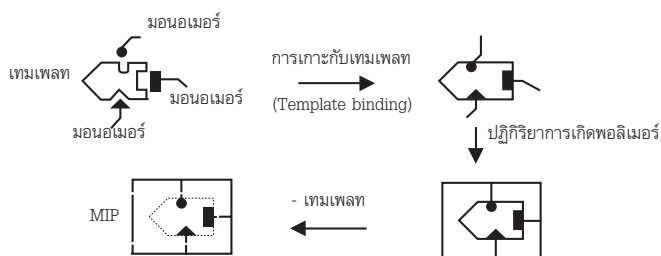 มอนอเมอร์
เทมเพลท
มอนอเมอร์
มอนอเมอร์
การเกาะกับเทมเพลท
(Template binding)
ปฏิกิริยาการเกิดพอลิเมอร์
- เทมเพลท
MIP